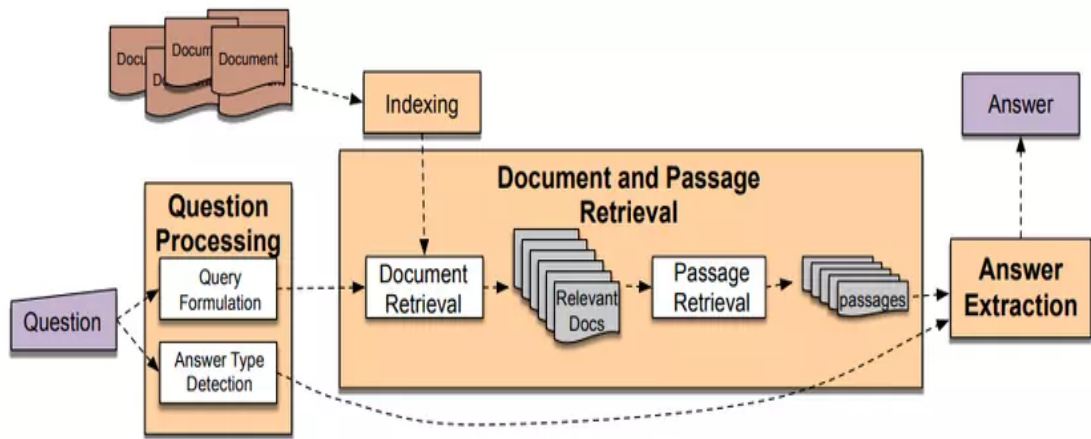 Document
Indexing
Answer
Document and Passage
Retrieval
Question
Processing
Query
Formulation
Document
Retrieval
Relevant
Docs
Passage
Retrieval
passages
Answer
Extraction
Question
Answer Type
Detection